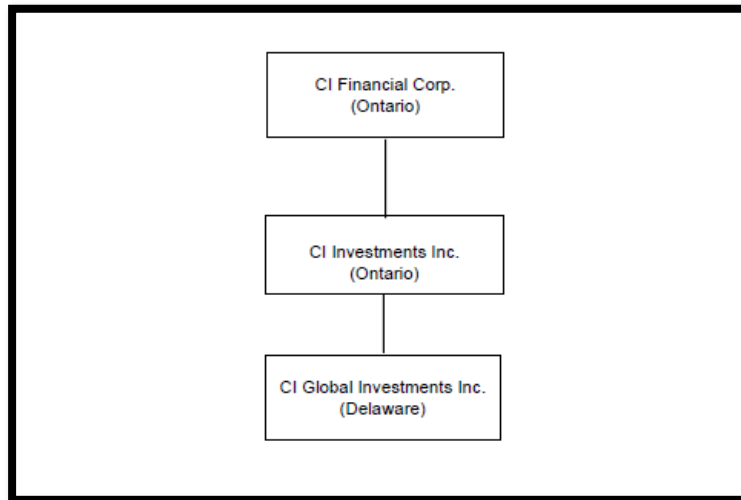 CI Financial Corp.
(Ontario)
CI Investments Inc.
(Ontario)
CI Global Investments Inc.
(Delaware)